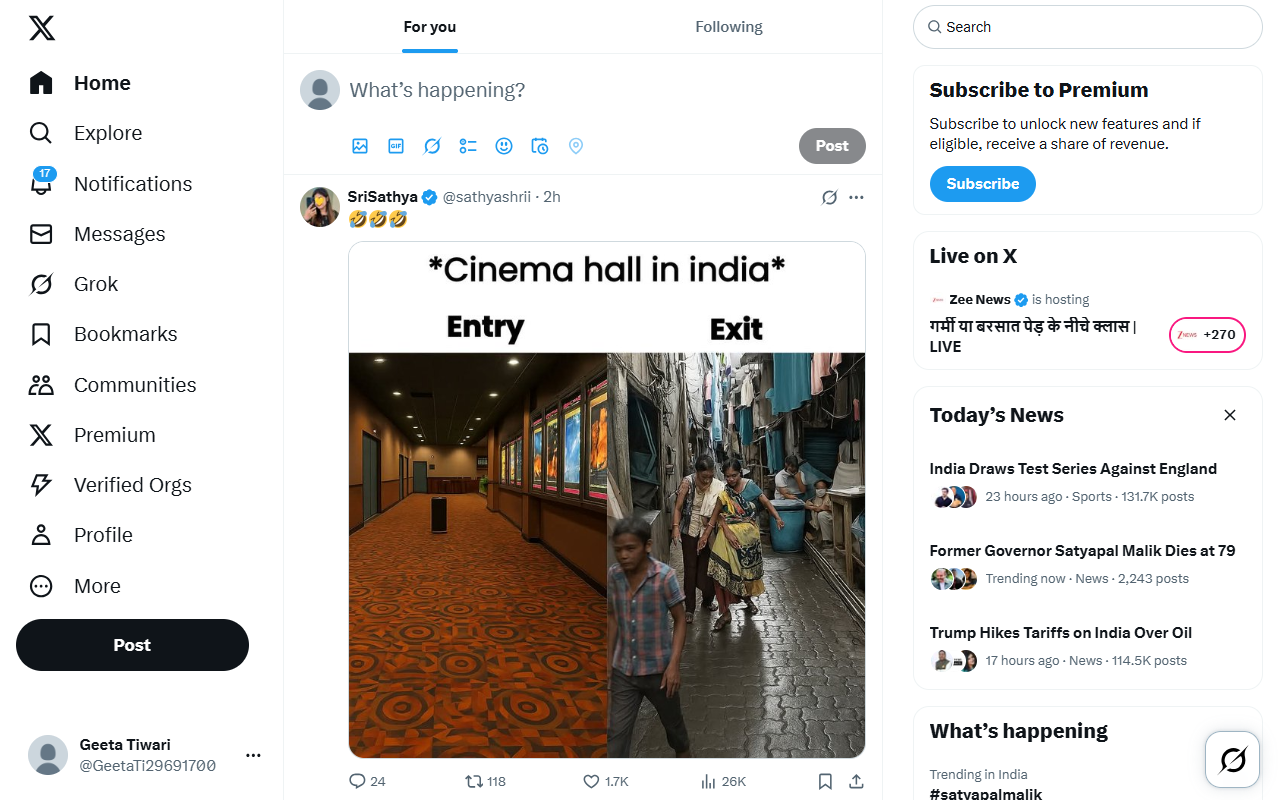 For you
Following
Search
Home
Explore
17
Notifications
Messages
Grok
Bookmarks
Communities
Premium
Verified Orgs
Profile
More
Post
Geeta Tiwari
@GeetaTi29691700
What's happening?
GIF
Post
SriSathya @sathyashrii · 2h
🤣🤣🤣
*Cinema hall in india*
Entry
Exit
24
118
1.7K
26K
Subscribe to Premium
Subscribe to unlock new features and if
eligible, receive a share of revenue.
Subscribe
Live on X
Zee News is hosting
गर्मी या बरसात पेड़ के नीचे क्लास |
LIVE
+270
Today's News
India Draws Test Series Against England
23 hours ago · Sports · 131.7K posts
Former Governor Satyapal Malik Dies at 79
Trending now · News · 2,243 posts
Trump Hikes Tariffs on India Over Oil
17 hours ago · News · 114.5K posts
What's happening
Trending in India
#satyapalmalik